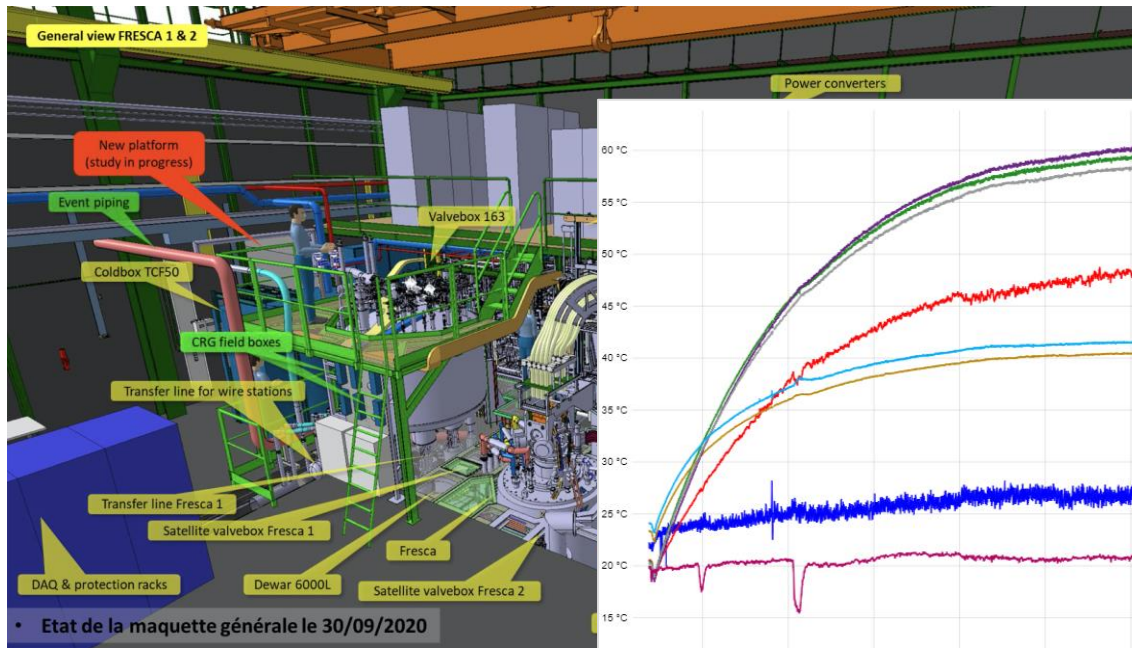 General view FRESCA 1 & 2
Power converters
New platform
(study in progress)
Event piping
Valvebox 163
Coldbox TCF50
CRG field boxes
Transfer line for wire stations
Transfer line Fresca 1
Satellite valvebox Fresca 1
Fresca
DAQ & protection racks
Dewar 6000L
Satellite valvebox Fresca 2
• Etat de la maquette générale le 30/09/2020
60 °C
55 °C
50 °C
45 °C
40 °C
35 °C
30 °C
25 °C
20 °C
15 °C